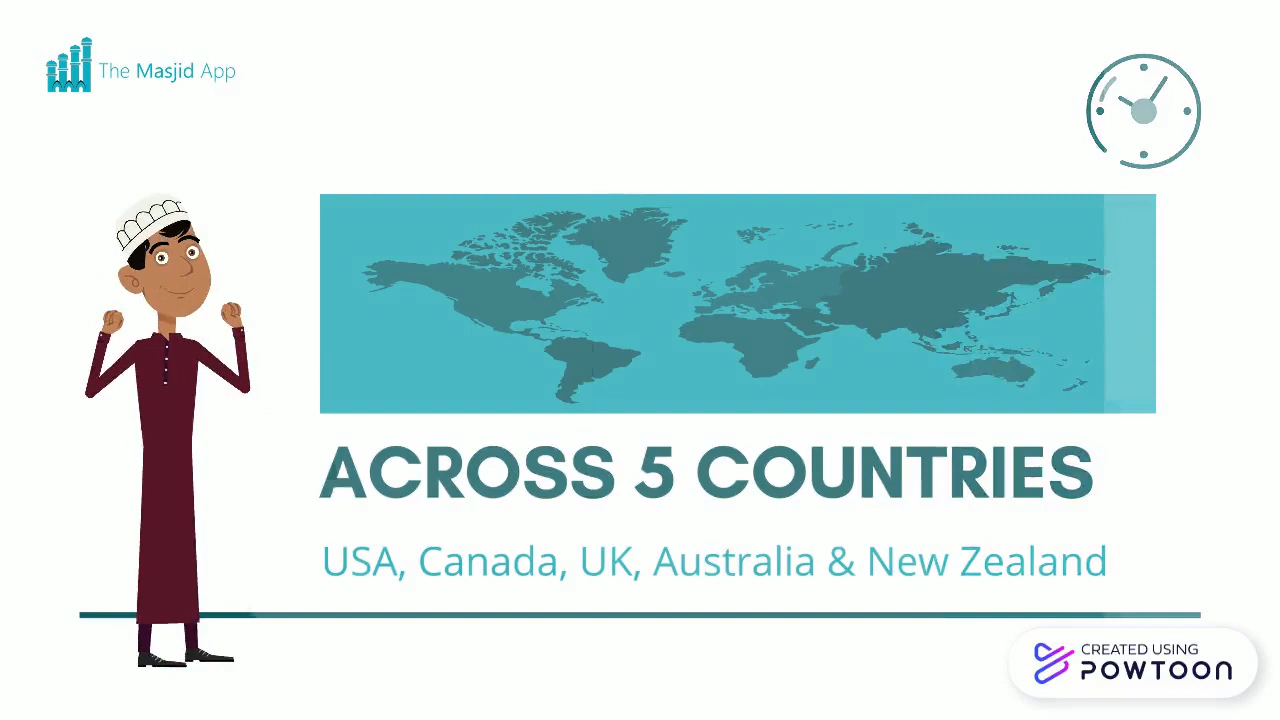 The Masjid App
ACROSS 5 COUNTRIES
USA, Canada, UK, Australia & New Zealand
CREATED USING
POWTOON